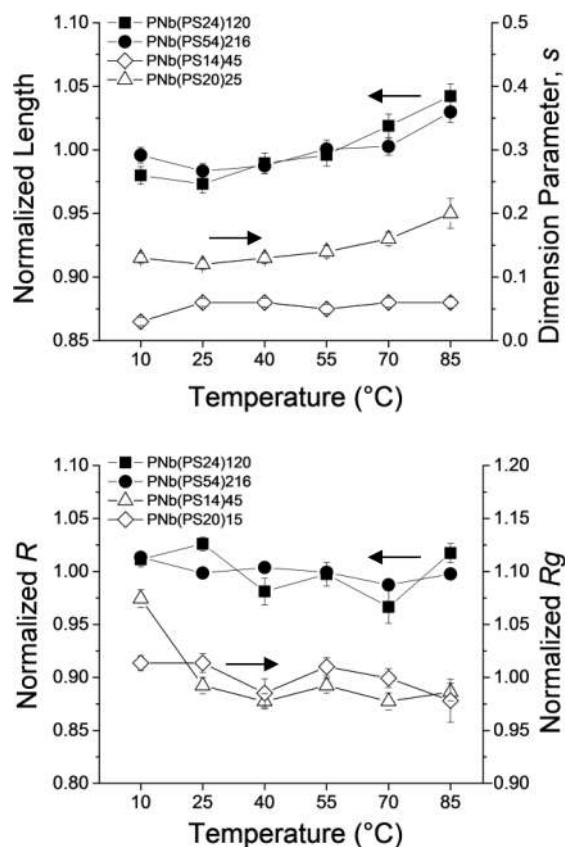 1.10
1.05
1.00
0.95
0.90
0.85
Normalized Length
PNb(PS24)120
PNb(PS54)216
PNb(PS14)45
PNb(PS20)25
0.5
0.4
0.3
0.2
0.1
0.0
Dimension Parameter, s
10 25 40 55 70 85
Temperature (°C)
1.10
1.05
1.00
0.95
0.90
0.85
0.80
Normalized R
PNb(PS24)120
PNb(PS54)216
PNb(PS14)45
PNb(PS20)15
1.20
1.15
1.10
1.05
1.00
0.95
0.90
Normalized Rg
10 25 40 55 70 85
Temperature (°C)